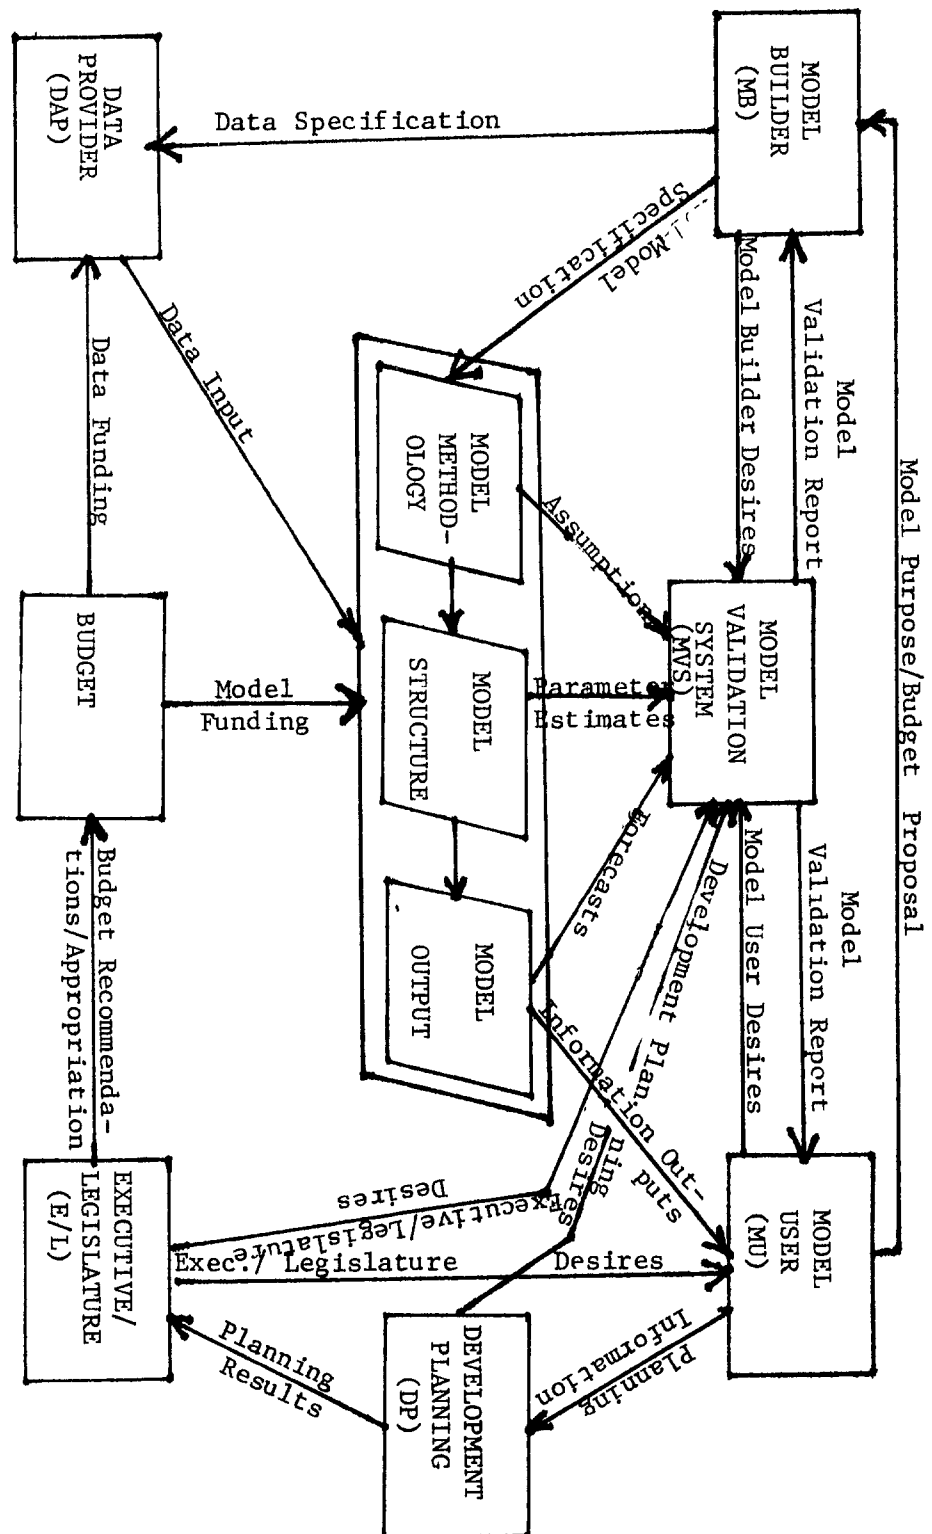 Model Purpose/Budget Proposal
MODEL
BUILDER
(MB)
Model
Validation Report
Model Builder Desires
MODEL
VALIDATION
SYSTEM
(MVS)
Model
Validation Report
Model User Desires
MODEL
USER
(MU)
Data Specification
Model
Specification
Assumption
Parameter
Estimates
Forecasts
Development Plan
ning
Desires
Information Out-
puts
Planning
Information
MODEL
METHOD-
OLOGY
MODEL
STRUCTURE
MODEL
OUTPUT
Executive/Legislature
Desires
Exec./ Legislature Desires
DEVELOPMENT
PLANNING
(DP)
Data Input
Model
Funding
Planning
Results
DATA
PROVIDER
(DAP)
Data Funding
BUDGET
Budget Recommenda-
tions/Appropriation
EXECUTIVE/
LEGISLATURE
(E/L)